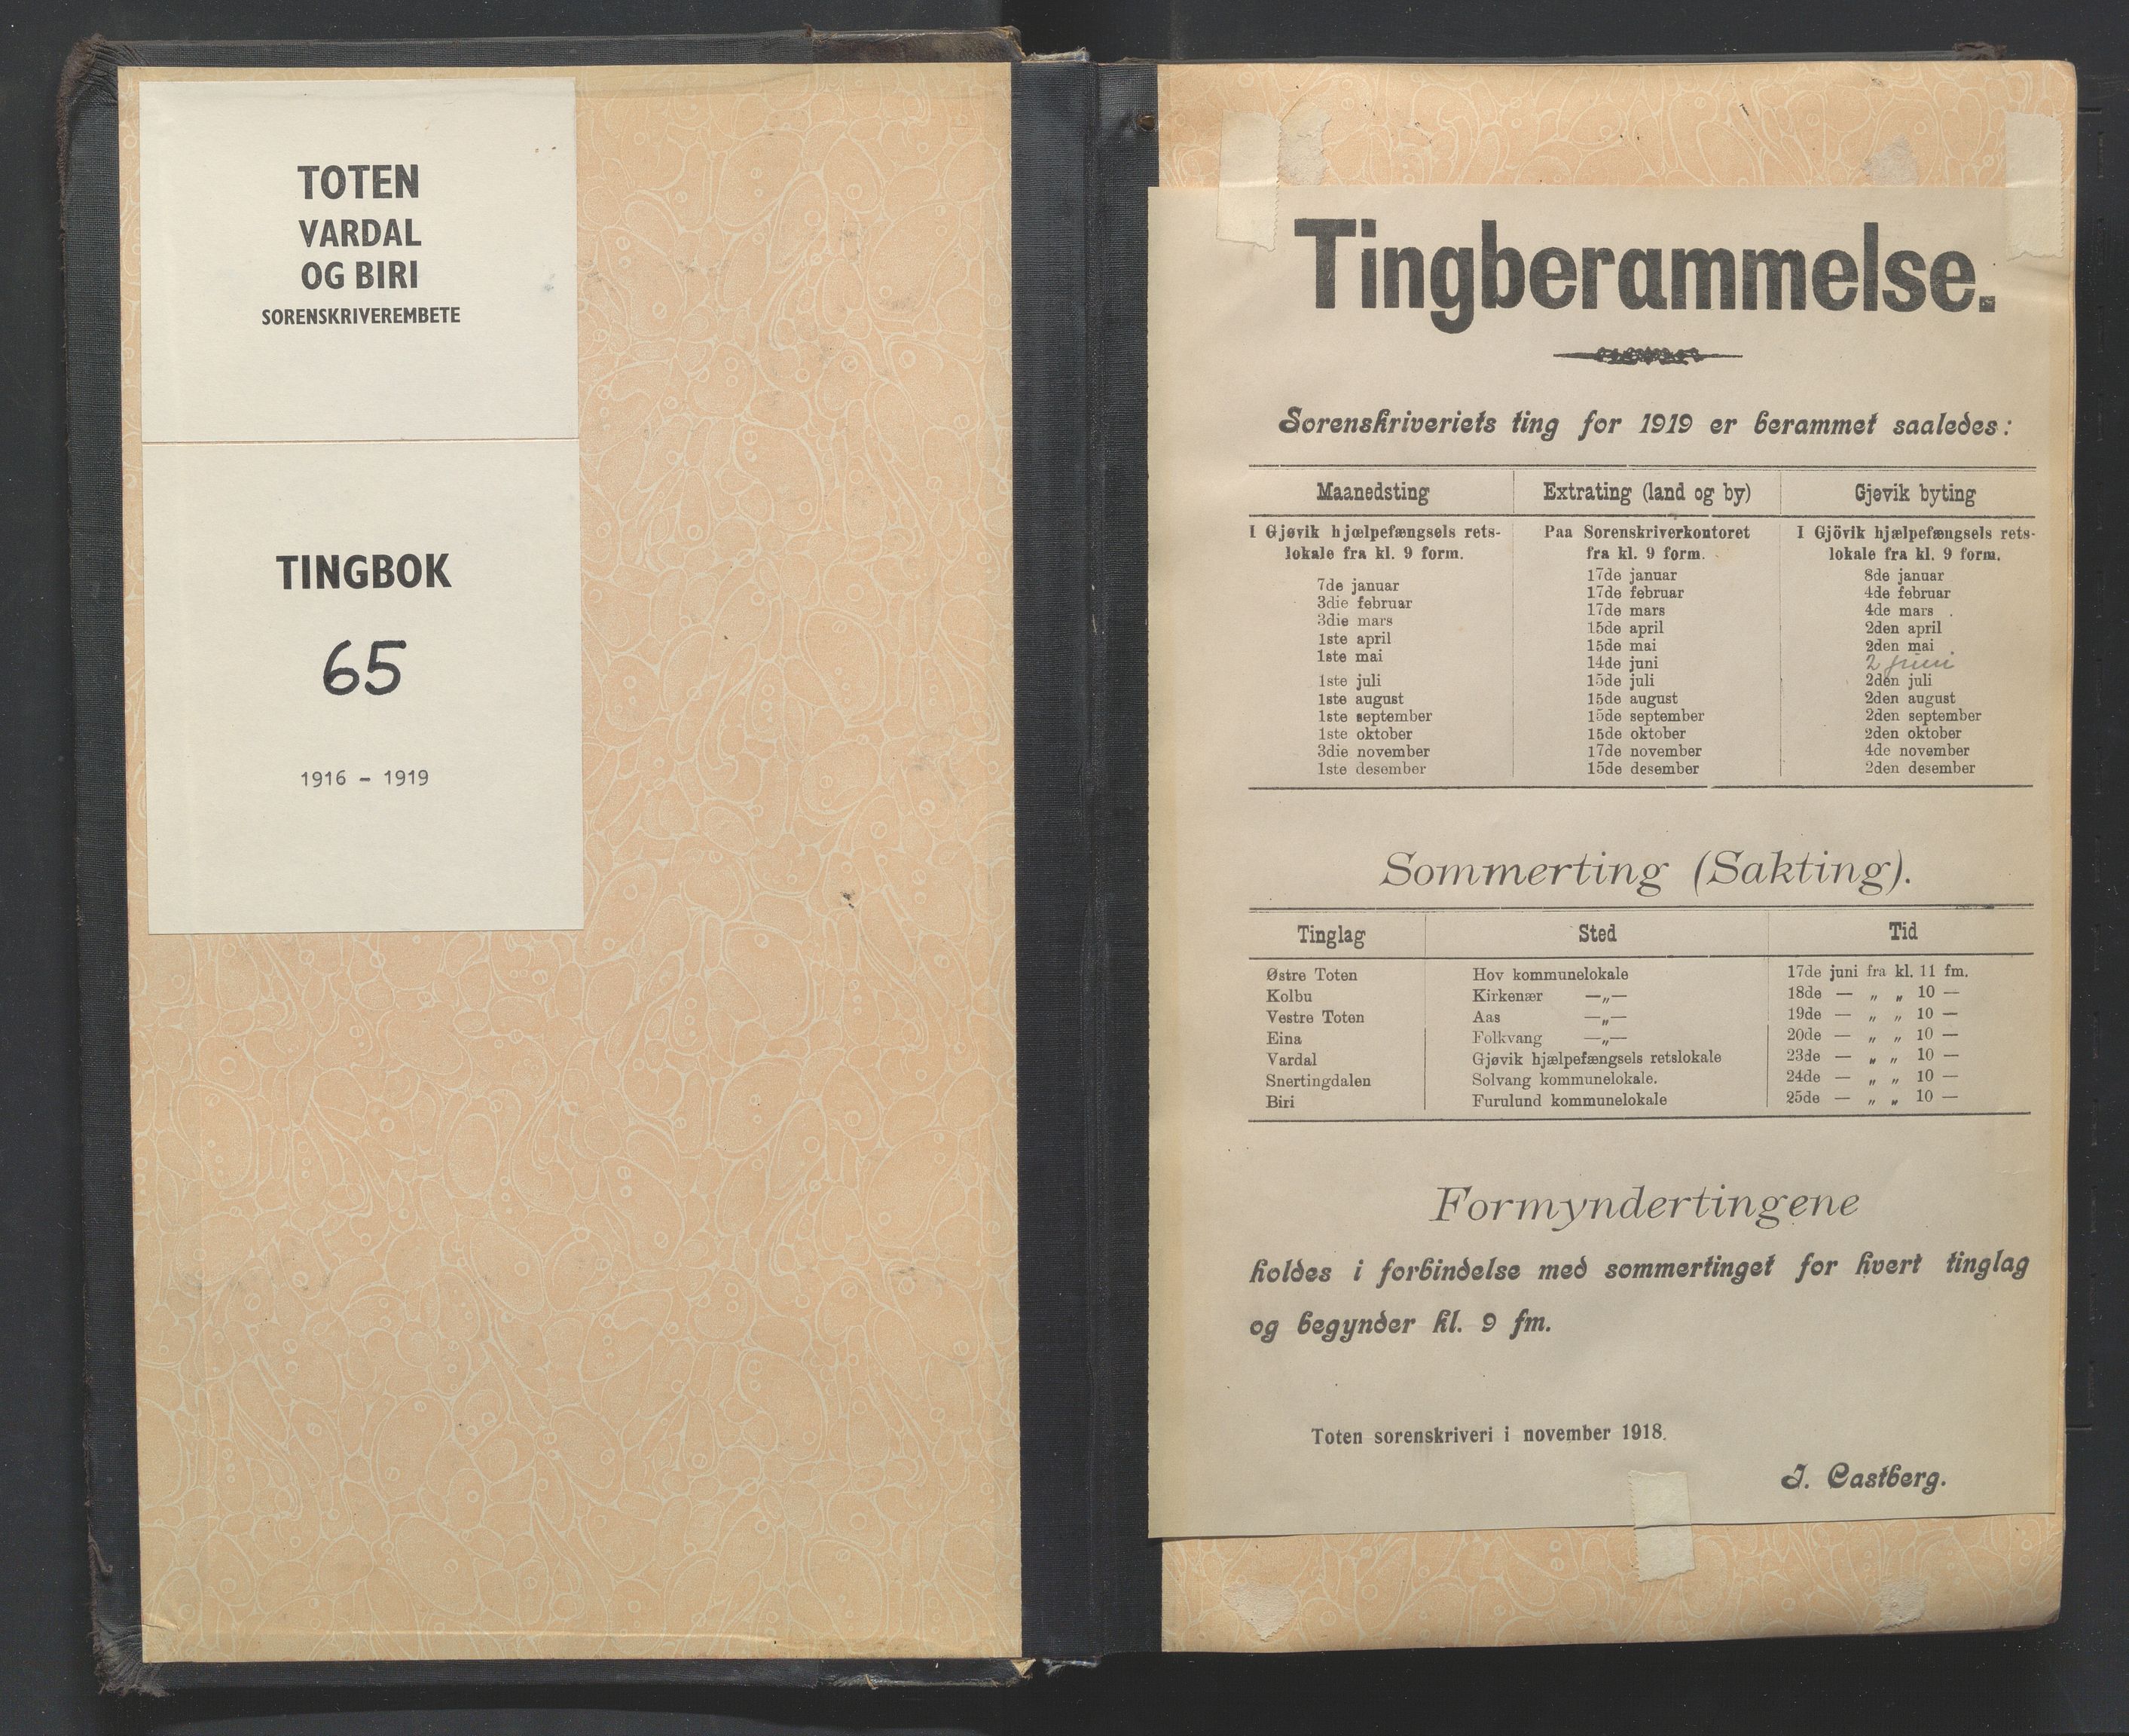 TOTEN
VARDAL
OG BIRI
SORENSKRIVEREMBETE
TINGBOK
65
1916 - 1919
Tingberammelse.
Sorenskriveriets ting for 1919 er berammet saaledes:
Maanedsting
I Gjøvik hjælpefængsels rets-
lokale fra kl. 9 form.
7de januar
3die februar
3die mars
1ste april
1ste mai
1ste juli
1ste august
1ste september
1ste oktober
3die november
1ste desember
Extrating (land og by)
Paa Sorenskriverkontoret
fra kl. 9 form.
17de januar
17de februar
17de mars
15de april
15de mai
14de juni
15de juli
15de august
15de september
15de oktober
17de november
15de desember
Gjøvik byting
I Gjövik hjælpefængsels rets-
lokale fra kl. 9 form.
8de januar
4de februar
4de mars
2den april
2den mai
2 juni
2den juli
2den august
2den september
2den oktober
4de november
2den desember
Sommerting (Sakting).
Tinglag Sted Tid
Østre Toten Hov kommunelokale 17de juni fra kl. 11 fm.
Kolbu Kirkenær —„— 18de — „ „ 10 —
Vestre Toten Aas —„— 19de — „ „ 10 —
Eina Folkvang —„— 20de — „ „ 10 —
Vardal Gjøvik hjælpefængsels retslokale 23de — „ „ 10 —
Snertingdalen Solvang kommunelokale. 24de — „ „ 10 —
Biri Furulund kommunelokale 25de — „ „ 10 —
Formyndertingene
holdes i forbindelse med sommertinget for hvert tinglag
og begynder kl. 9 fm.
Toten sorenskriveri i november 1918.
J. Castberg.